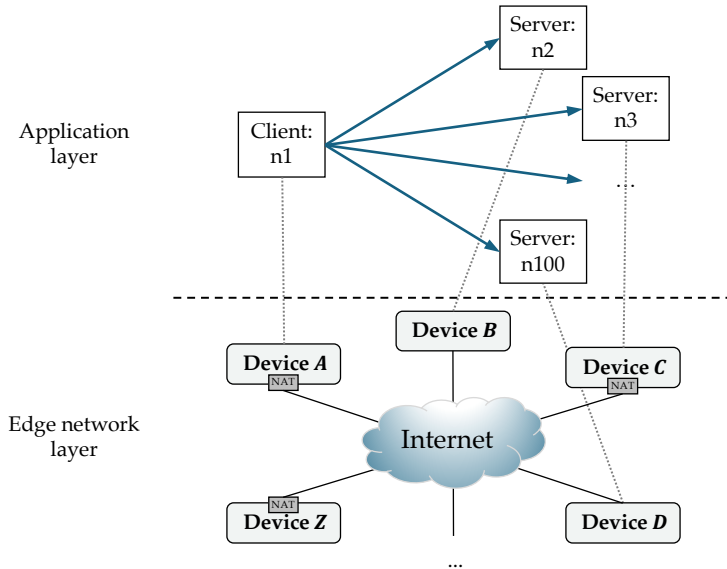 Server:
n2
Server:
n3
Client:
n1
Application
layer
...
Server:
n100
Device B
Device A
NAT
Device C
NAT
Edge network
layer
Internet
NAT
Device Z
Device D
...